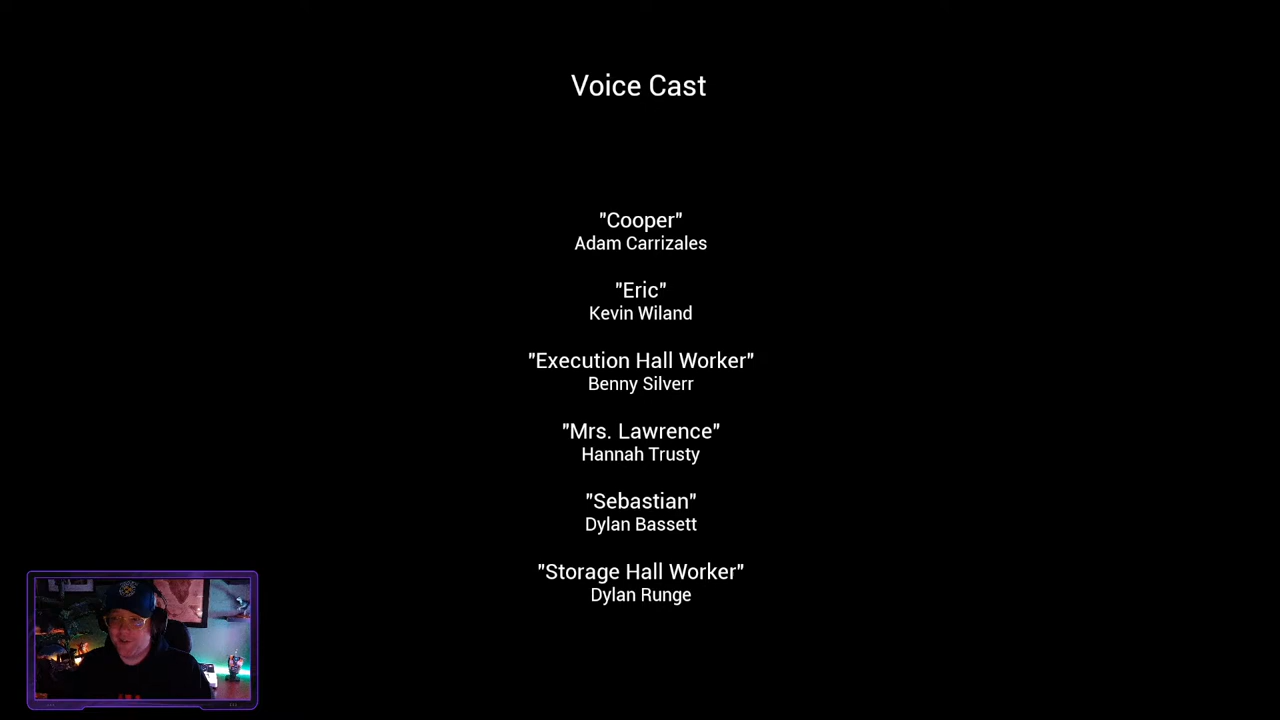 Voice Cast
"Cooper"
Adam Carrizales
"Eric"
Kevin Wiland
"Execution Hall Worker"
Benny Silverr
"Mrs. Lawrence"
Hannah Trusty
"Sebastian"
Dylan Bassett
"Storage Hall Worker"
Dylan Runge